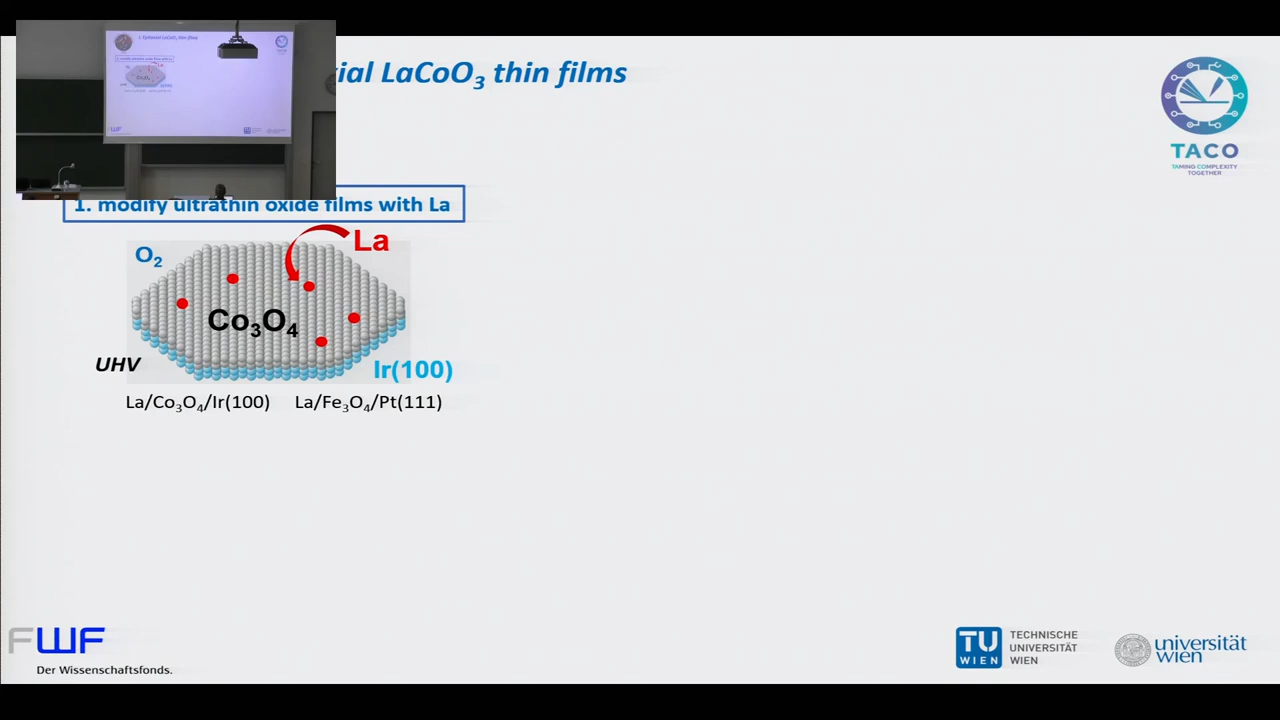 ial LaCoO₃ thin films
TACO
TAMING COMPLEXITY
TOGETHER
1. modify ultrathin oxide films with La
O₂
La
Co₃O₄
UHV
Ir(100)
La/Co₃O₄/Ir(100) La/Fe₃O₄/Pt(111)
FWF
Der Wissenschaftsfonds.
TU
WIEN
TECHNISCHE
UNIVERSITÄT
WIEN
universität
wien